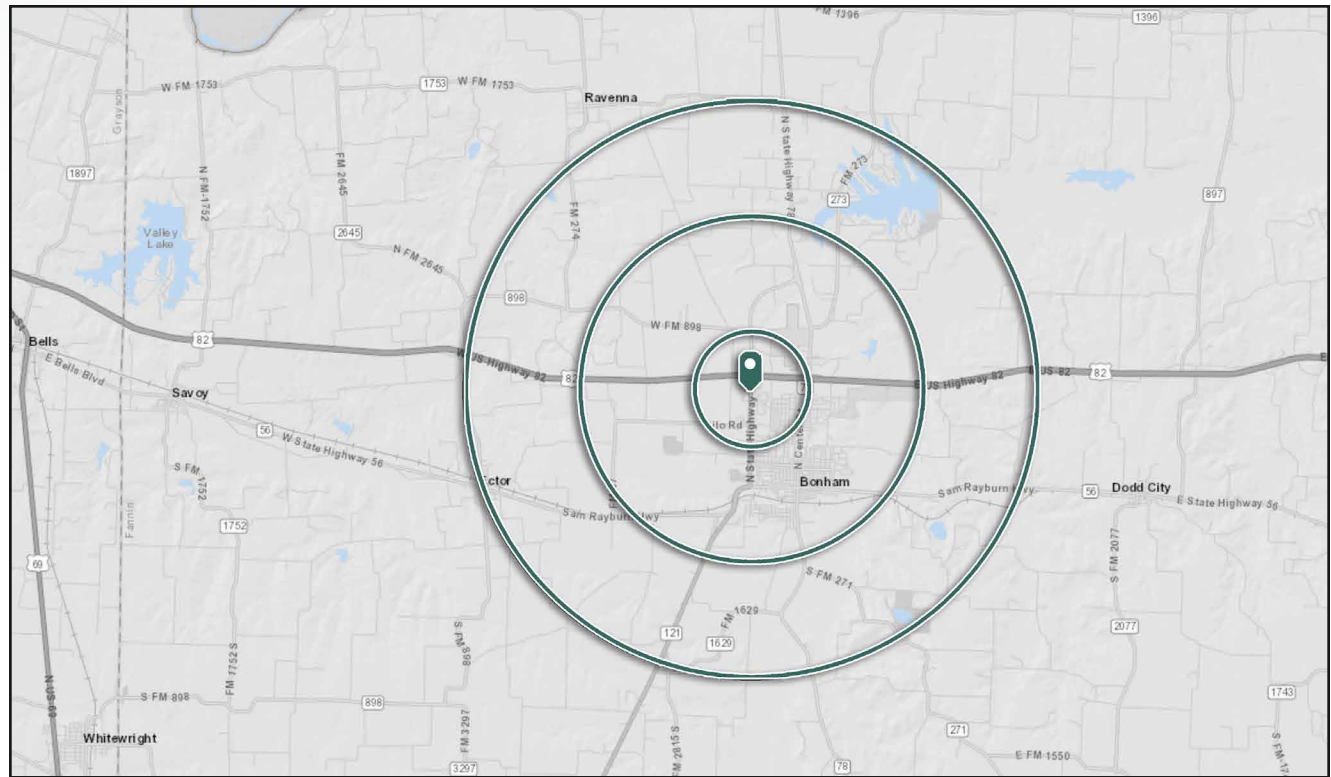 FM 1396
1396
W FM 1753
1753
W FM 1753
Ravenna
Grayson
N State Highway 78
FM 273
1897
N FM-1752
FM 2645
FM 274
273
897
Valley
Lake
2645
N FM 2645
898
W FM 898
82
Bells
E Bells Blvd
W US Highway 82
82
E US Highway 82
US-82
82
Savoy
56
W State Highway 56
N State Highway
N Center
S FM
1752
Bonham
Sam Rayburn Hwy
56
Dodd City
E State Highway 56
Sam Rayburn Hwy
Fannin
1752
69
S FM 271
S FM 2077
FM 1629
121
1629
2077
S FM 898
FM 1752 S
N US 69
S FM 898
898
1743
271
Whitewright
FM 3297
3297
FM 2815 S
78
E FM 1550